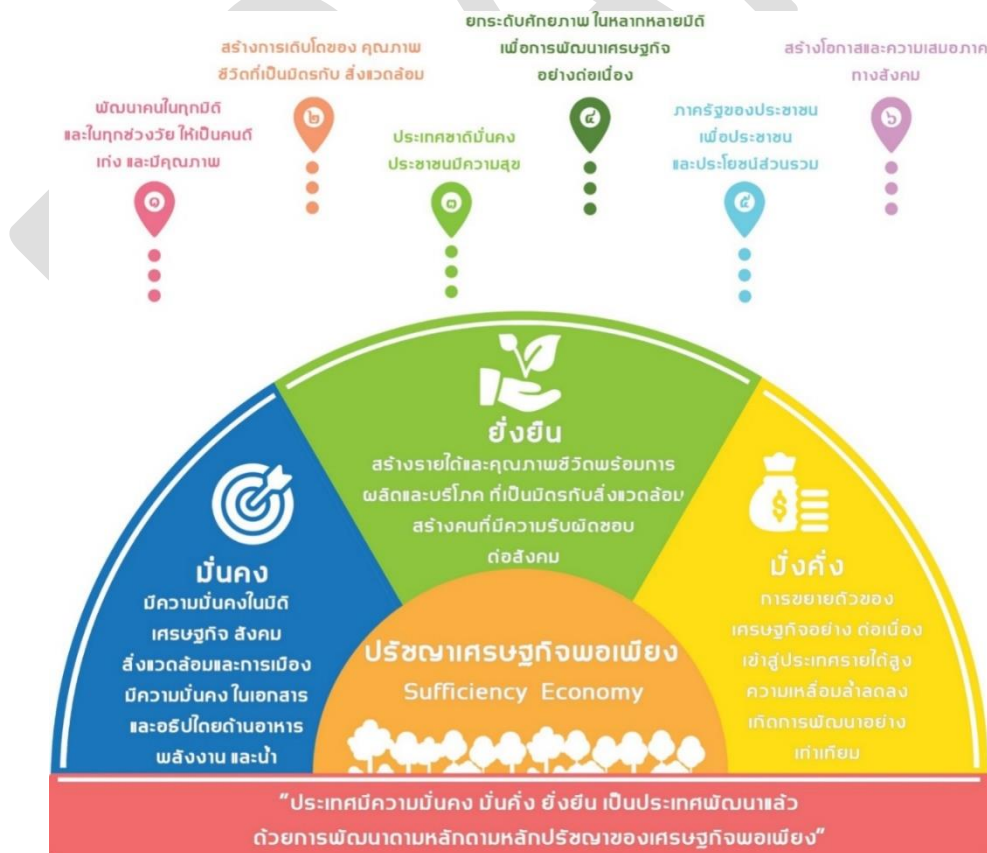 พัฒนาคนในทุกมิติ
และในทุกช่วงวัย ให้เป็นคนดี
เก่ง และมีคุณภาพ
๑
สร้างการเติบโตของ คุณภาพ
ชีวิตที่เป็นมิตรกับ สิ่งแวดล้อม
๒
ประเทศชาติมั่นคง
ประชาชนมีความสุข
๓
ยกระดับศักยภาพ ในหลากหลายมิติ
เพื่อการพัฒนาเศรษฐกิจ
อย่างต่อเนื่อง
๔
ภาครัฐของประชาชน
เพื่อประชาชน
และประโยชน์ส่วนรวม
๕
สร้างโอกาสและความเสมอภาค
ทางสังคม
๖
มั่นคง
มีความมั่นคงในมิติ
เศรษฐกิจ สังคม
สิ่งแวดล้อมและการเมือง
มีความมั่นคง ในเอกสาร
และอธิปไตยด้านอาหาร
พลังงาน และน้ำ
ยั่งยืน
สร้างรายได้และคุณภาพชีวิตพร้อมการ
ผลิตและบริโภค ที่เป็นมิตรกับสิ่งแวดล้อม
สร้างคนที่มีความรับผิดชอบ
ต่อสังคม
มั่งคั่ง
การขยายตัวของ
เศรษฐกิจอย่าง ต่อเนื่อง
เข้าสู่ประเทศรายได้สูง
ความเหลื่อมล้ำลดลง
เกิดการพัฒนาอย่าง
เท่าเทียม
ปรัชญาเศรษฐกิจพอเพียง
Sufficiency Economy
"ประเทศมีความมั่นคง มั่นคั่ง ยั่งยืน เป็นประเทศพัฒนาแล้ว
ด้วยการพัฒนาตามหลักตามหลักปรัชญาของเศรษฐกิจพอเพียง"